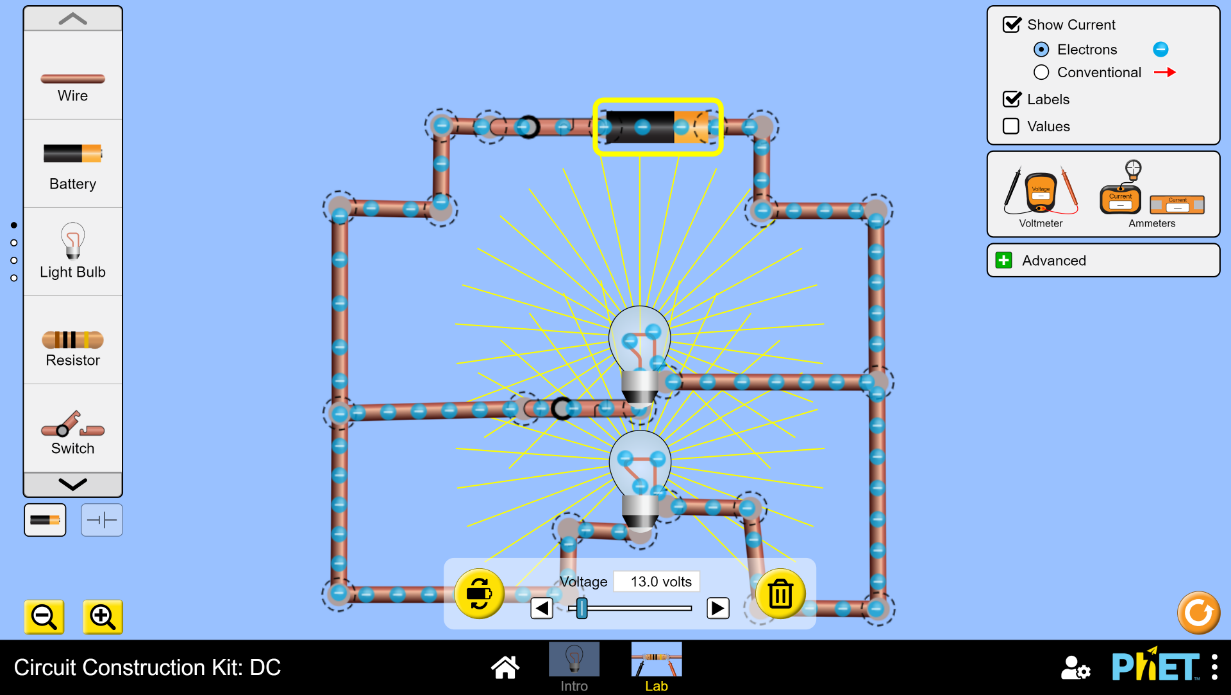 Wire
Battery
Light Bulb
Resistor
Switch
Show Current
Electrons
Conventional
Labels
Values
Voltage
Current
Current
Voltmeter
Ammeters
Advanced
Voltage 13.0 volts
Circuit Construction Kit: DC
Intro
Lab
PhET